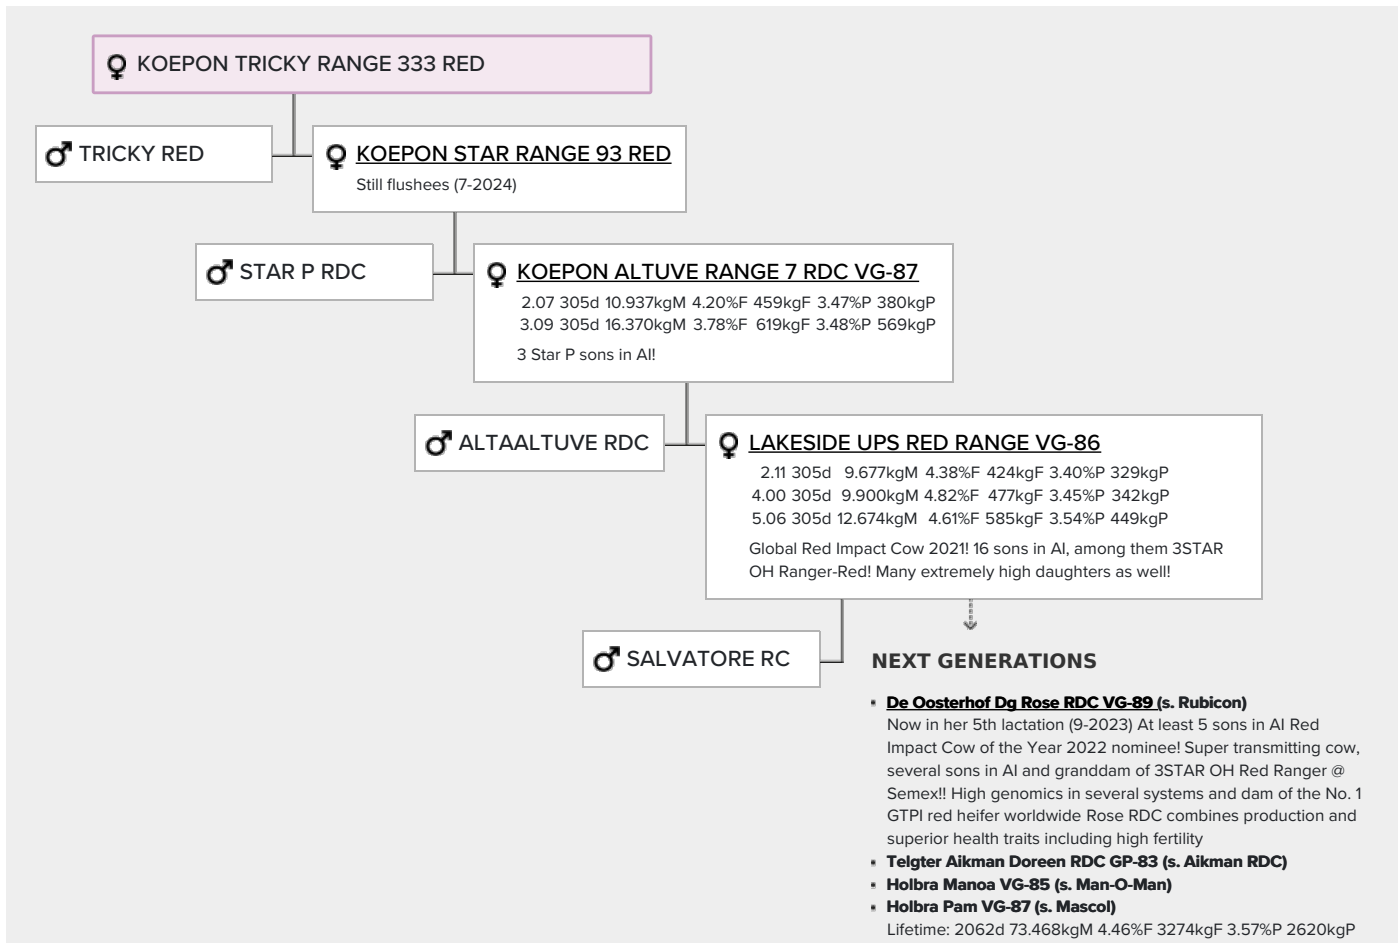 KOEPON TRICKY RANGE 333 RED
TRICKY RED
KOEPON STAR RANGE 93 RED
Still flushees (7-2024)
STAR P RDC
KOEPON ALTUVE RANGE 7 RDC VG-87
2.07 305d 10.937kgM 4.20%F 459kgF 3.47%P 380kgP
3.09 305d 16.370kgM 3.78%F 619kgF 3.48%P 569kgP
3 Star P sons in AI!
ALTAALTUVE RDC
LAKESIDE UPS RED RANGE VG-86
2.11 305d 9.677kgM 4.38%F 424kgF 3.40%P 329kgP
4.00 305d 9.900kgM 4.82%F 477kgF 3.45%P 342kgP
5.06 305d 12.674kgM 4.61%F 585kgF 3.54%P 449kgP
Global Red Impact Cow 2021! 16 sons in AI, among them 3STAR
OH Ranger-Red! Many extremely high daughters as well!
SALVATORE RC
NEXT GENERATIONS
De Oosterhof Dg Rose RDC VG-89 (s. Rubicon)
Now in her 5th lactation (9-2023) At least 5 sons in AI Red
Impact Cow of the Year 2022 nominee! Super transmitting cow,
several sons in AI and granddam of 3STAR OH Red Ranger @
Semex!! High genomics in several systems and dam of the No. 1
GTPI red heifer worldwide Rose RDC combines production and
superior health traits including high fertility
Telgter Aikman Doreen RDC GP-83 (s. Aikman RDC)
Holbra Manoa VG-85 (s. Man-O-Man)
Holbra Pam VG-87 (s. Mascol)
Lifetime: 2062d 73.468kgM 4.46%F 3274kgF 3.57%P 2620kgP